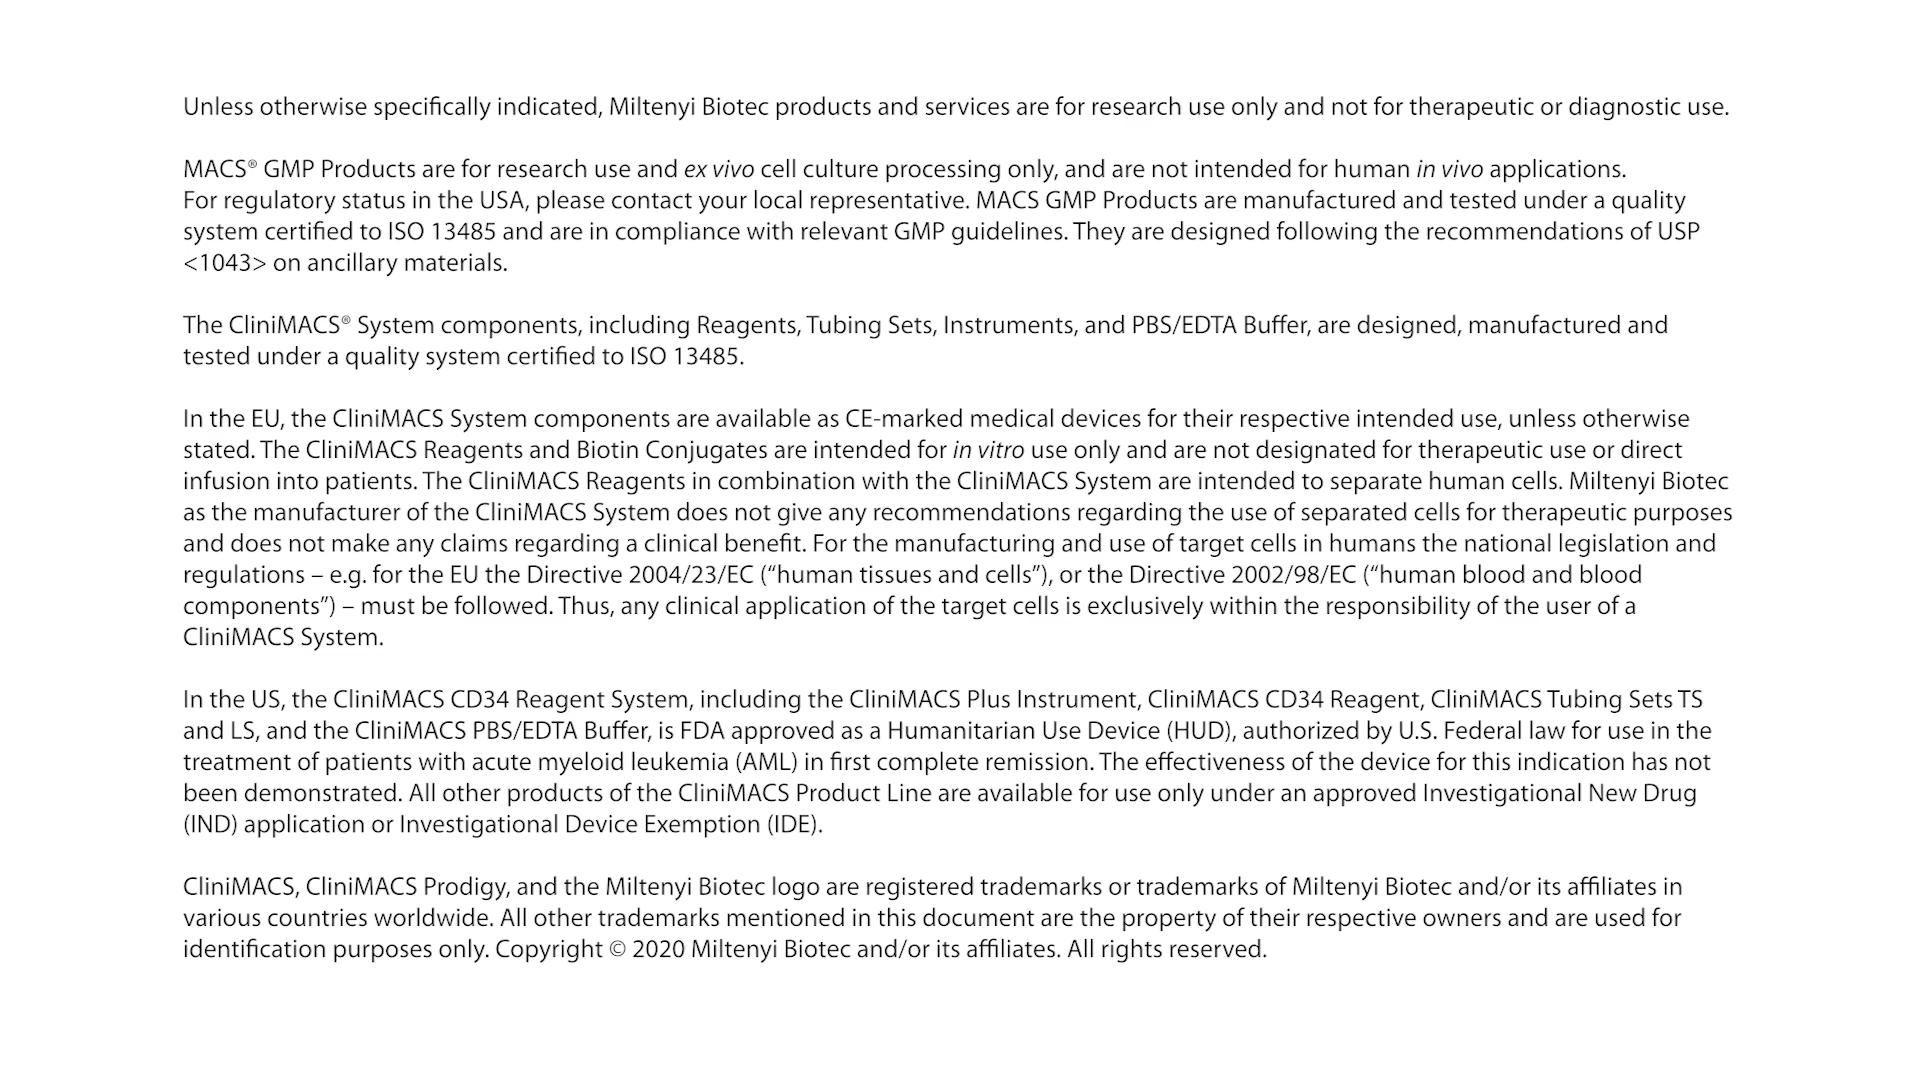 Unless otherwise specifically indicated, Miltenyi Biotec products and services are for research use only and not for therapeutic or diagnostic use.
MACS® GMP Products are for research use and ex vivo cell culture processing only, and are not intended for human in vivo applications.
For regulatory status in the USA, please contact your local representative. MACS GMP Products are manufactured and tested under a quality
system certified to ISO 13485 and are in compliance with relevant GMP guidelines. They are designed following the recommendations of USP
<1043> on ancillary materials.
The CliniMACS® System components, including Reagents, Tubing Sets, Instruments, and PBS/EDTA Buffer, are designed, manufactured and
tested under a quality system certified to ISO 13485.
In the EU, the CliniMACS System components are available as CE-marked medical devices for their respective intended use, unless otherwise
stated. The CliniMACS Reagents and Biotin Conjugates are intended for in vitro use only and are not designated for therapeutic use or direct
infusion into patients. The CliniMACS Reagents in combination with the CliniMACS System are intended to separate human cells. Miltenyi Biotec
as the manufacturer of the CliniMACS System does not give any recommendations regarding the use of separated cells for therapeutic purposes
and does not make any claims regarding a clinical benefit. For the manufacturing and use of target cells in humans the national legislation and
regulations – e.g. for the EU the Directive 2004/23/EC (“human tissues and cells”), or the Directive 2002/98/EC (“human blood and blood
components”) – must be followed. Thus, any clinical application of the target cells is exclusively within the responsibility of the user of a
CliniMACS System.
In the US, the CliniMACS CD34 Reagent System, including the CliniMACS Plus Instrument, CliniMACS CD34 Reagent, CliniMACS Tubing Sets TS
and LS, and the CliniMACS PBS/EDTA Buffer, is FDA approved as a Humanitarian Use Device (HUD), authorized by U.S. Federal law for use in the
treatment of patients with acute myeloid leukemia (AML) in first complete remission. The effectiveness of the device for this indication has not
been demonstrated. All other products of the CliniMACS Product Line are available for use only under an approved Investigational New Drug
(IND) application or Investigational Device Exemption (IDE).
CliniMACS, CliniMACS Prodigy, and the Miltenyi Biotec logo are registered trademarks or trademarks of Miltenyi Biotec and/or its affiliates in
various countries worldwide. All other trademarks mentioned in this document are the property of their respective owners and are used for
identification purposes only. Copyright © 2020 Miltenyi Biotec and/or its affiliates. All rights reserved.